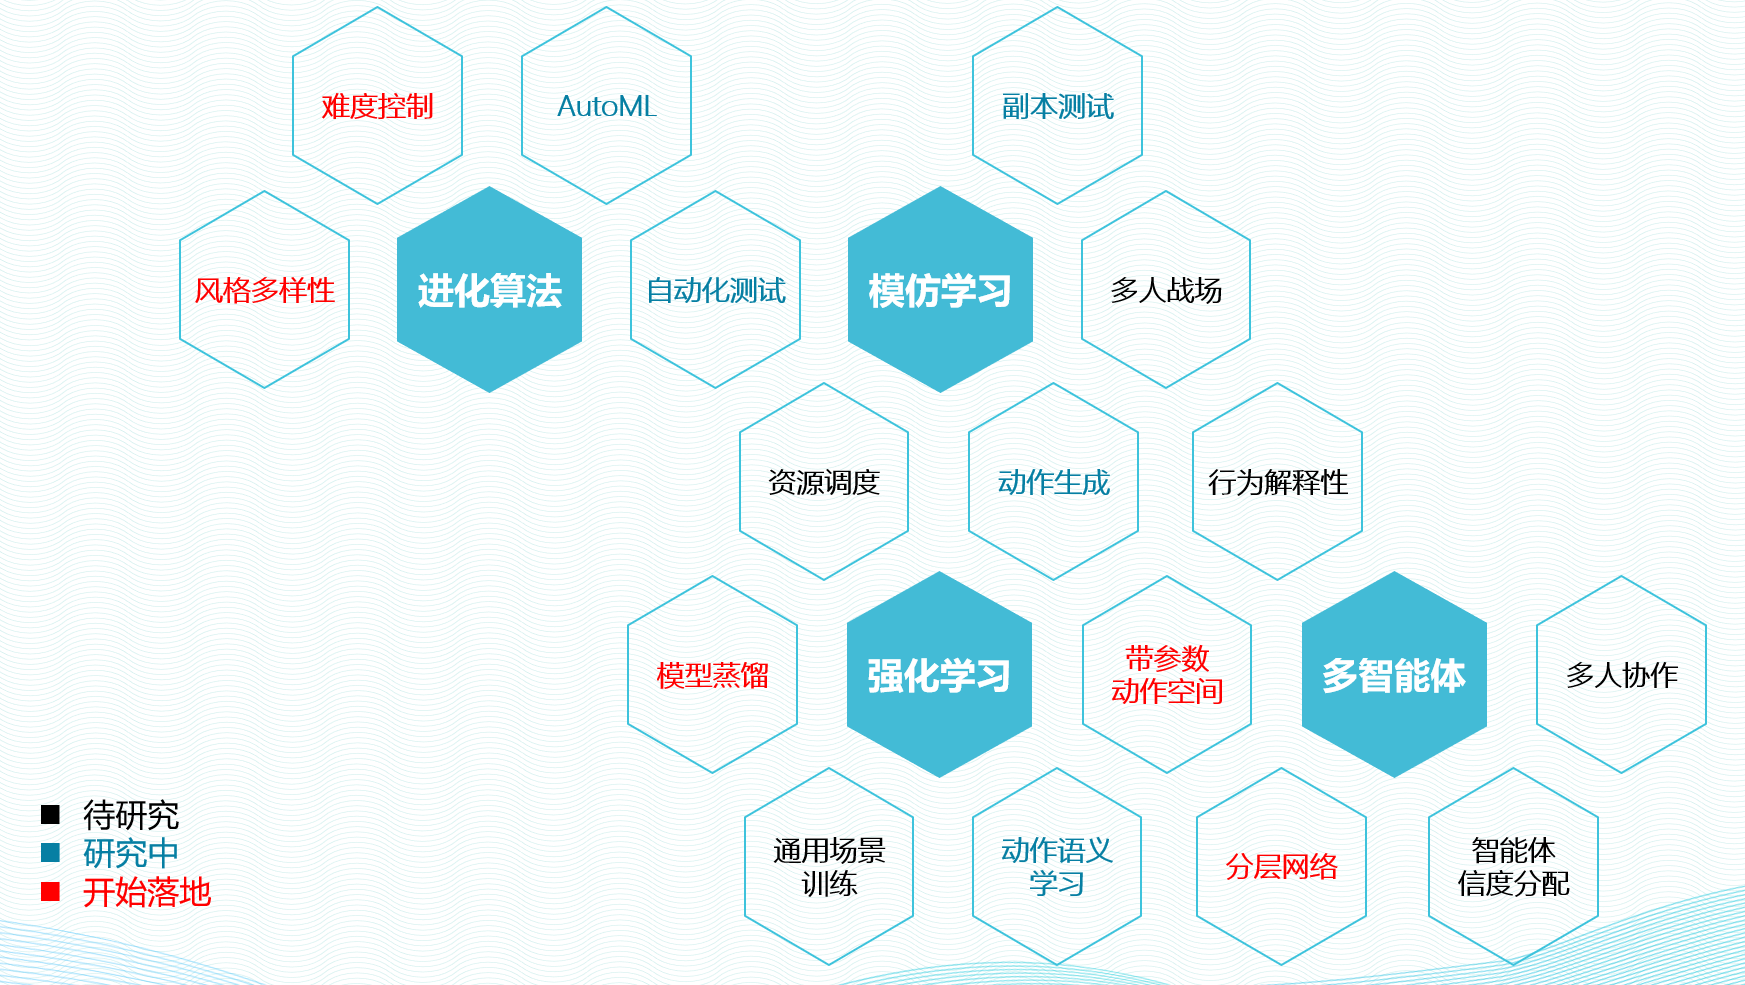 难度控制
AutoML
副本测试
风格多样性
进化算法
自动化测试
模仿学习
多人战场
资源调度
动作生成
行为解释性
模型蒸馏
强化学习
带参数
动作空间
多智能体
多人协作
通用场景
训练
动作语义
学习
分层网络
智能体
信度分配
待研究
研究中
开始落地